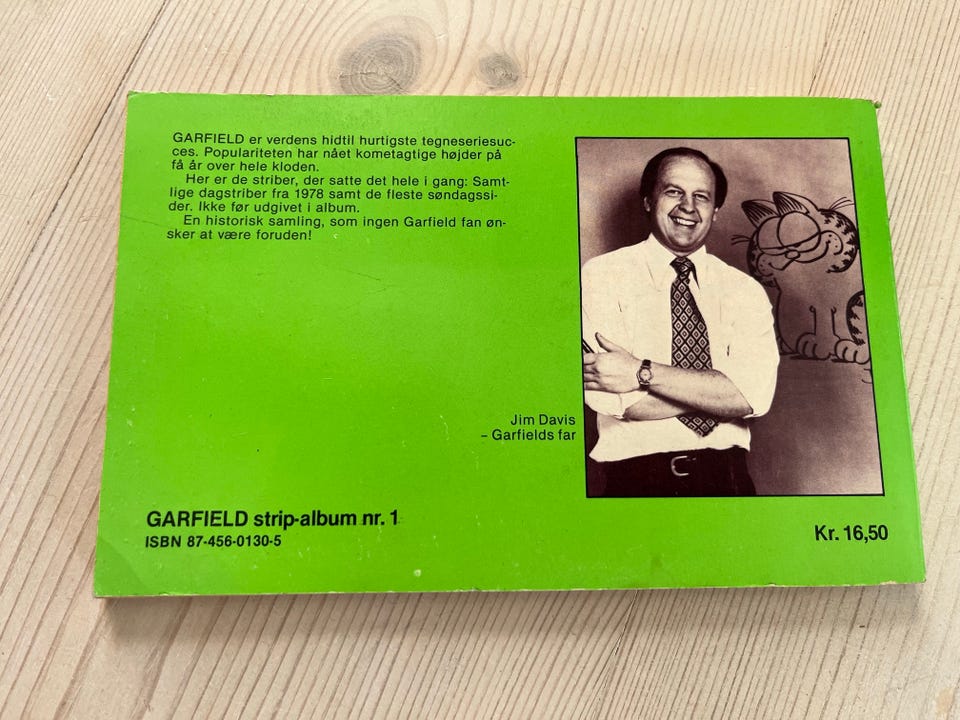 GARFIELD er verdens hidtil hurtigste tegneseriesuc-
ces. Populariteten har nået kometagtige højder på
få år over hele kloden.
Her er de striber, der satte det hele i gang: Samt-
lige dagstriber fra 1978 samt de fleste søndagssi-
der. Ikke før udgivet i album.
En historisk samling, som ingen Garfield fan øn-
sker at være foruden!
Jim Davis
– Garfields far
GARFIELD strip-album nr. 1
ISBN 87-456-0130-5
Kr. 16,50